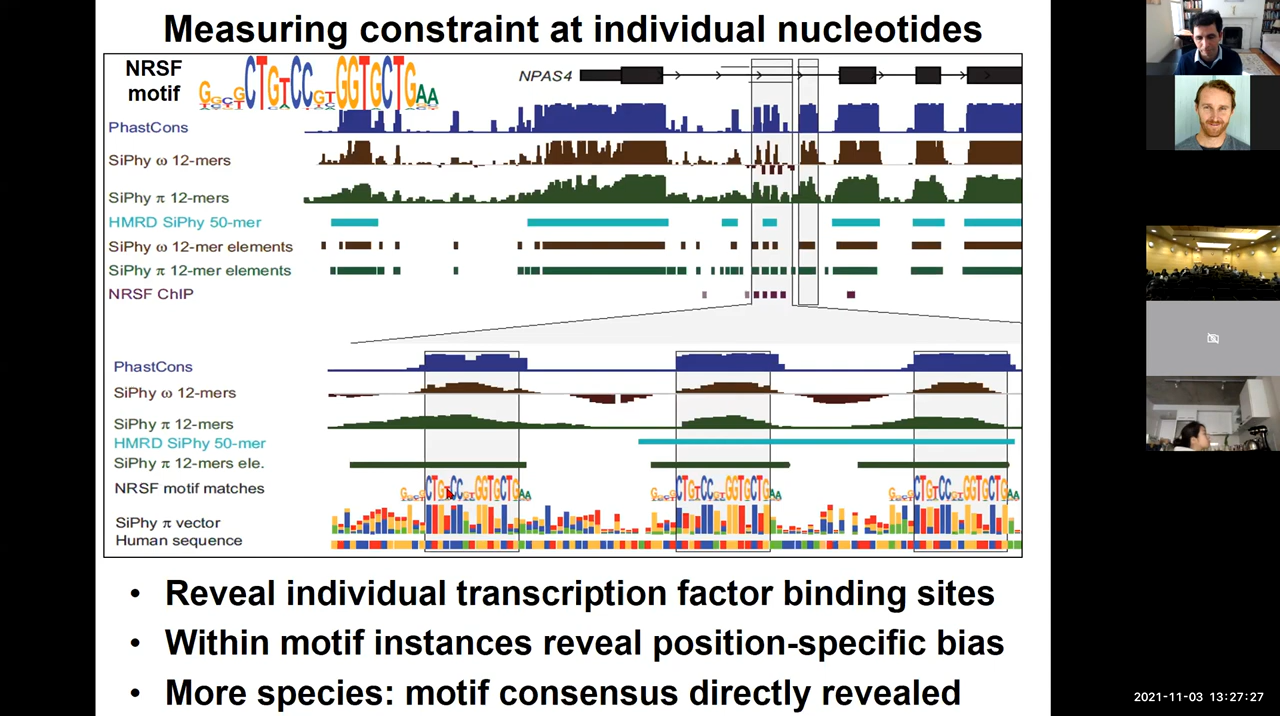 Measuring constraint at individual nucleotides
NRSF
motif
GGCGCTGTCCGTGGTGCTGAA
NPAS4
PhastCons
SiPhy ω 12-mers
SiPhy π 12-mers
HMRD SiPhy 50-mer
SiPhy ω 12-mer elements
SiPhy π 12-mer elements
NRSF ChIP
PhastCons
SiPhy ω 12-mers
SiPhy π 12-mers
HMRD SiPhy 50-mer
SiPhy π 12-mers ele.
NRSF motif matches
SiPhy π vector
Human sequence
• Reveal individual transcription factor binding sites
• Within motif instances reveal position-specific bias
• More species: motif consensus directly revealed
2021-11-03 13:27:27